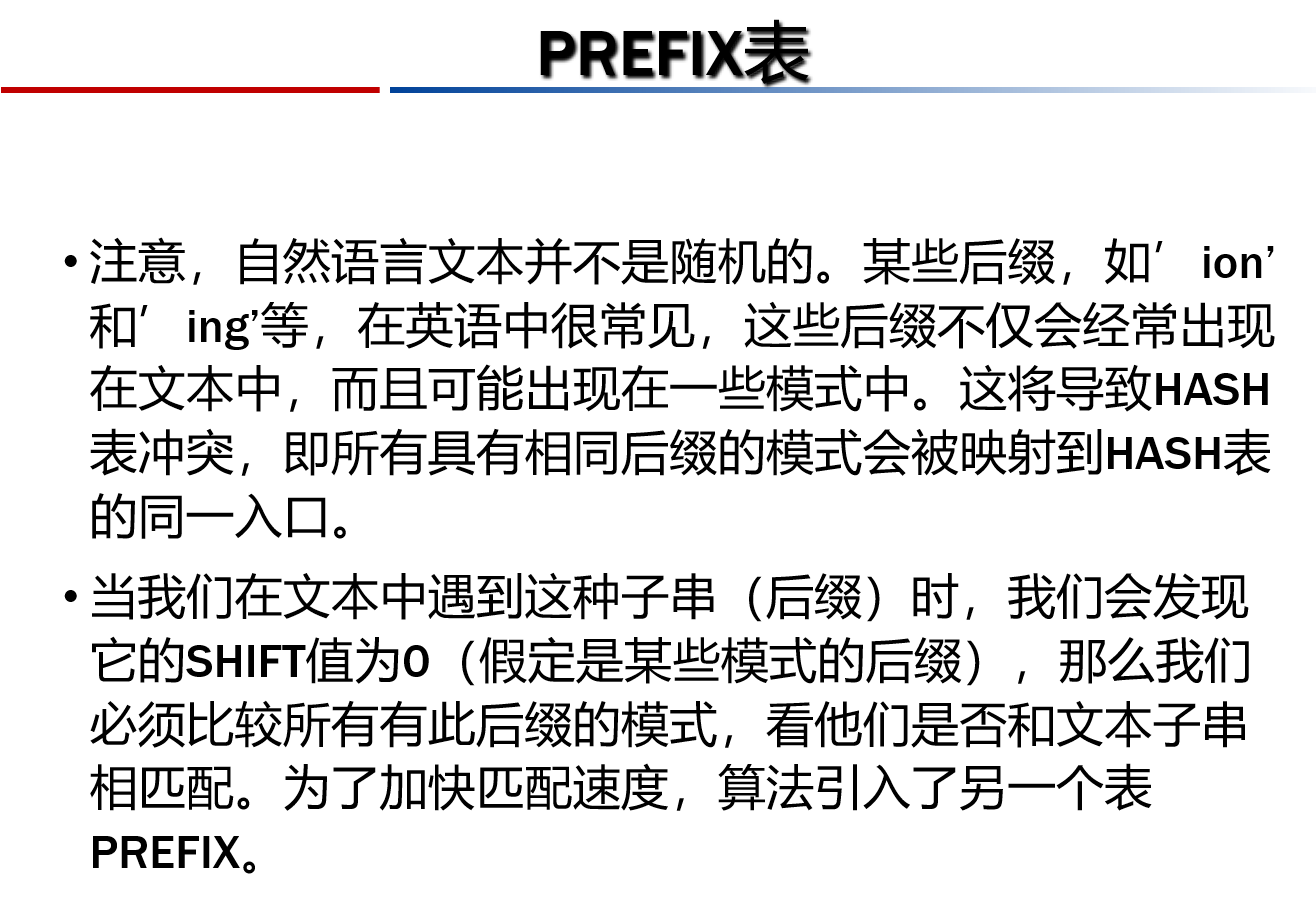 PREFIX表
• 注意，自然语言文本并不是随机的。某些后缀，如’ion’
和’ing’等，在英语中很常见，这些后缀不仅会经常出现
在文本中，而且可能出现在一些模式中。这将导致HASH
表冲突，即所有具有相同后缀的模式会被映射到HASH表
的同一入口。
• 当我们在文本中遇到这种子串（后缀）时，我们会发现
它的SHIFT值为0（假定是某些模式的后缀），那么我们
必须比较所有有此后缀的模式，看他们是否和文本子串
相匹配。为了加快匹配速度，算法引入了另一个表
PREFIX。